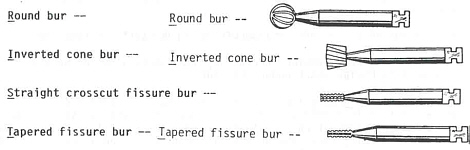 Round bur -- Round bur --
Inverted cone bur -- Inverted cone bur --
Straight crosscut fissure bur --
Tapered fissure bur -- Tapered fissure bur --